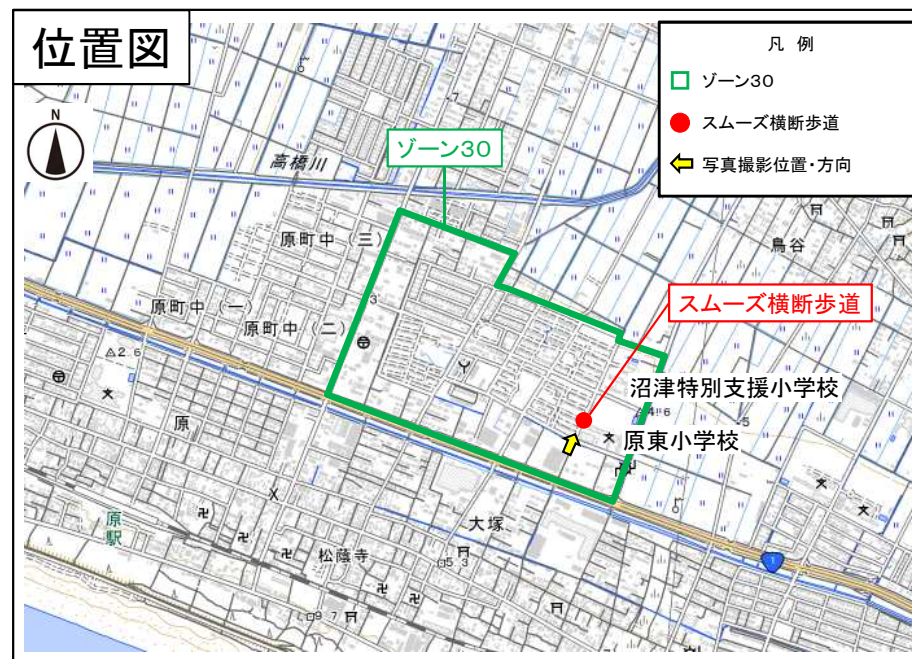 位置図
凡 例
ゾーン30
スムーズ横断歩道
写真撮影位置・方向
N
ゾーン30
高橋川
鳥谷
原町中(三)
原町中(一)
原町中(二)
スムーズ横断歩道
沼津特別支援小学校
原東小学校
原
大塚
原駅
松蔭寺
1